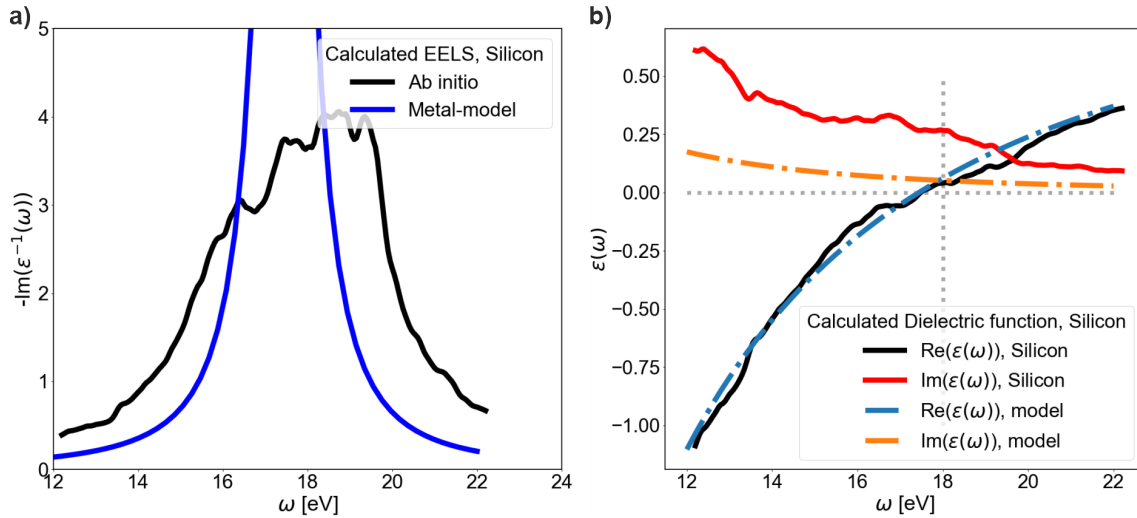 a)
5
4
3
2
1
0
-Im(ε⁻¹(ω))
Calculated EELS, Silicon
Ab initio
Metal-model
12 14 16 18 20 22 24
ω [eV]
b)
0.50
0.25
0.00
−0.25
−0.50
−0.75
−1.00
ε(ω)
Calculated Dielectric function, Silicon
Re(ε(ω)), Silicon
Im(ε(ω)), Silicon
Re(ε(ω)), model
Im(ε(ω)), model
12 14 16 18 20 22
ω [eV]